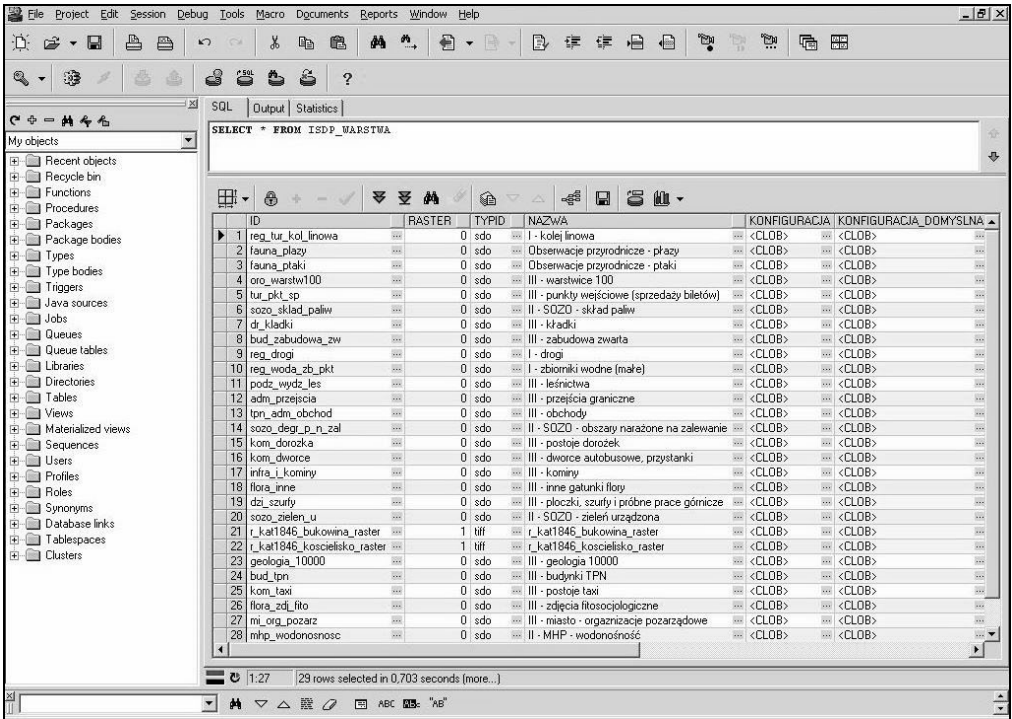 File Project Edit Session Debug Tools Macro Documents Reports Window Help
SQL Output Statistics
SELECT * FROM ISDP_WARSTWA
My objects
Recent objects
Recycle bin
Functions
Procedures
Packages
Package bodies
Types
Type bodies
Triggers
Java sources
Jobs
Queues
Queue tables
Libraries
Directories
Tables
Views
Materialized views
Sequences
Users
Profiles
Roles
Synonyms
Database links
Tablespaces
Clusters
ID RASTER TYPID NAZWA KONFIGURACJA KONFIGURACJA_DOMYSLNA
1 reg_tur_kol_linowa ... 0 sdo ... I - kolej linowa ... <CLOB> ... <CLOB> ...
2 fauna_plazy ... 0 sdo ... Obserwacje przyrodnicze - płazy ... <CLOB> ... <CLOB> ...
3 fauna_ptaki ... 0 sdo ... Obserwacje przyrodnicze - ptaki ... <CLOB> ... <CLOB> ...
4 oro_warstw100 ... 0 sdo ... III - warstwice 100 ... <CLOB> ... <CLOB> ...
5 tur_pkt_sp ... 0 sdo ... III - punkty wejściowe (sprzedaży biletów) ... <CLOB> ... <CLOB> ...
6 sozo_sklad_paliw ... 0 sdo ... II - SOZO - skład paliw ... <CLOB> ... <CLOB> ...
7 dr_kladki ... 0 sdo ... III - kładki ... <CLOB> ... <CLOB> ...
8 bud_zabudowa_zw ... 0 sdo ... III - zabudowa zwarta ... <CLOB> ... <CLOB> ...
9 reg_drogi ... 0 sdo ... I - drogi ... <CLOB> ... <CLOB> ...
10 reg_woda_zb_pkt ... 0 sdo ... I - zbiorniki wodne (małe) ... <CLOB> ... <CLOB> ...
11 podz_wydz_les ... 0 sdo ... III - leśnictwa ... <CLOB> ... <CLOB> ...
12 adm_przejscia ... 0 sdo ... III - przejścia graniczne ... <CLOB> ... <CLOB> ...
13 tpn_adm_obchod ... 0 sdo ... III - obchody ... <CLOB> ... <CLOB> ...
14 sozo_degr_p_n_zal ... 0 sdo ... II - SOZO - obszary narażone na zalewanie ... <CLOB> ... <CLOB> ...
15 kom_dorozka ... 0 sdo ... III - postoje dorożek ... <CLOB> ... <CLOB> ...
16 kom_dworce ... 0 sdo ... III - dworce autobusowe, przystanki ... <CLOB> ... <CLOB> ...
17 infra_i_kominy ... 0 sdo ... III - kominy ... <CLOB> ... <CLOB> ...
18 flora_inne ... 0 sdo ... III - inne gatunki flory ... <CLOB> ... <CLOB> ...
19 dzi_szurfy ... 0 sdo ... III - płoczki, szurfy i próbne prace górnicze ... <CLOB> ... <CLOB> ...
20 sozo_zielen_u ... 0 sdo ... II - SOZO - zieleń urządzona ... <CLOB> ... <CLOB> ...
21 r_kat1846_bukowina_raster ... 1 tiff ... r_kat1846_bukowina_raster ... <CLOB> ... <CLOB> ...
22 r_kat1846_koscielisko_raster ... 1 tiff ... r_kat1846_koscielisko_raster ... <CLOB> ... <CLOB> ...
23 geologia_10000 ... 0 sdo ... III - geologia 10000 ... <CLOB> ... <CLOB> ...
24 bud_tpn ... 0 sdo ... III - budynki TPN ... <CLOB> ... <CLOB> ...
25 kom_taxi ... 0 sdo ... III - postoje taxi ... <CLOB> ... <CLOB> ...
26 flora_zdj_fito ... 0 sdo ... III - zdjęcia fitosocjologiczne ... <CLOB> ... <CLOB> ...
27 mi_org_pozarz ... 0 sdo ... III - miasto - orgaznizacje pozarządowe ... <CLOB> ... <CLOB> ...
28 mhp_wodonosnosc ... 0 sdo ... II - MHP - wodonośność ... <CLOB> ... <CLOB> ...
1:27 29 rows selected in 0,703 seconds (more...)
ABC "AB"